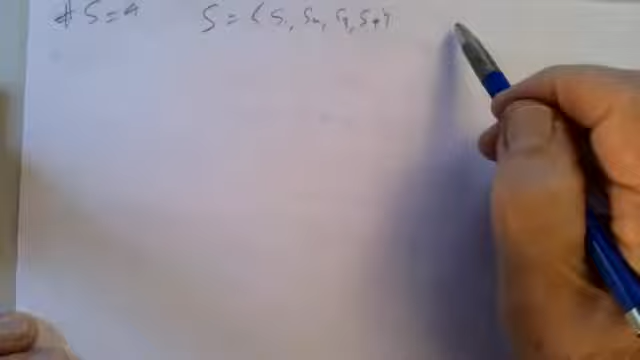 # S = 4 S = { S₁, S₂, S₃, S₄ }